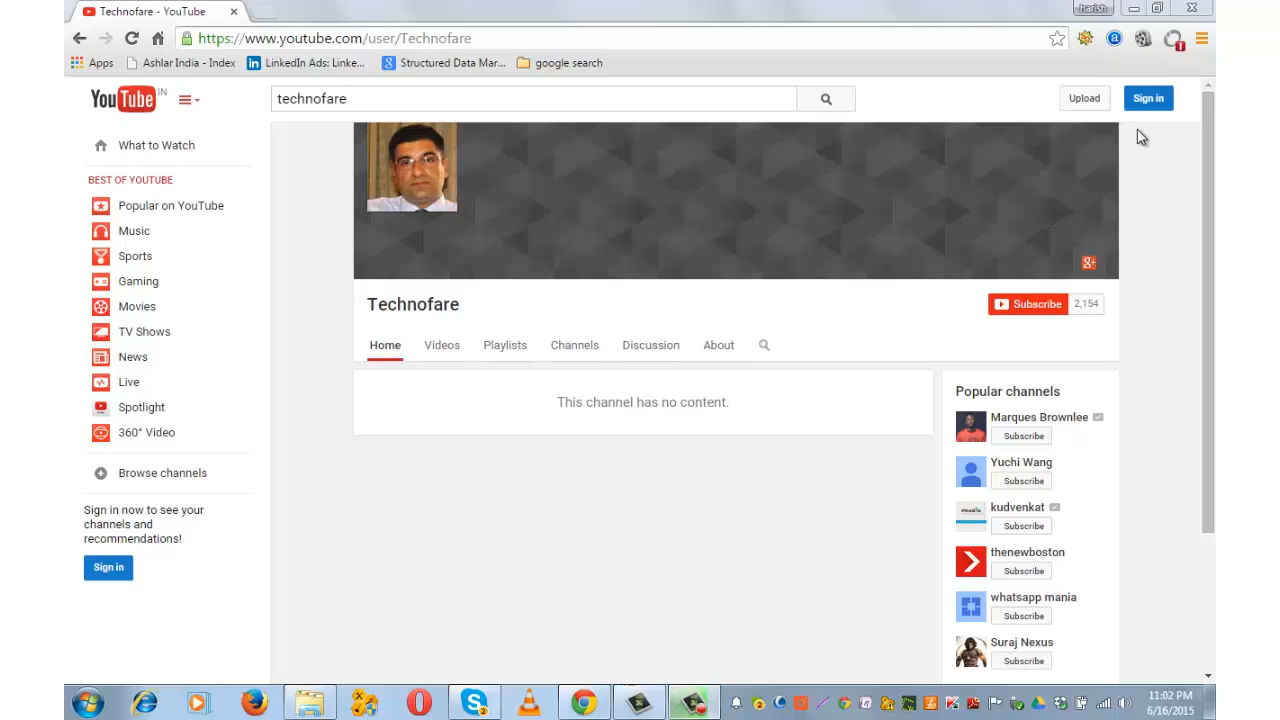 Technofare - YouTube
harish
https://www.youtube.com/user/Technofare
Apps
Ashlar India - Index
LinkedIn Ads: Linke...
Structured Data Mar...
google search
YouTube IN
technofare
Upload
Sign in
What to Watch
BEST OF YOUTUBE
Popular on YouTube
Music
Sports
Gaming
Movies
TV Shows
News
Live
Spotlight
360° Video
Browse channels
Sign in now to see your
channels and
recommendations!
Sign in
Technofare
Subscribe 2,154
Home Videos Playlists Channels Discussion About
This channel has no content.
Popular channels
Marques Brownlee
Subscribe
Yuchi Wang
Subscribe
kudvenkat
Subscribe
thenewboston
Subscribe
whatsapp mania
Subscribe
Suraj Nexus
Subscribe
11:02 PM
6/16/2015